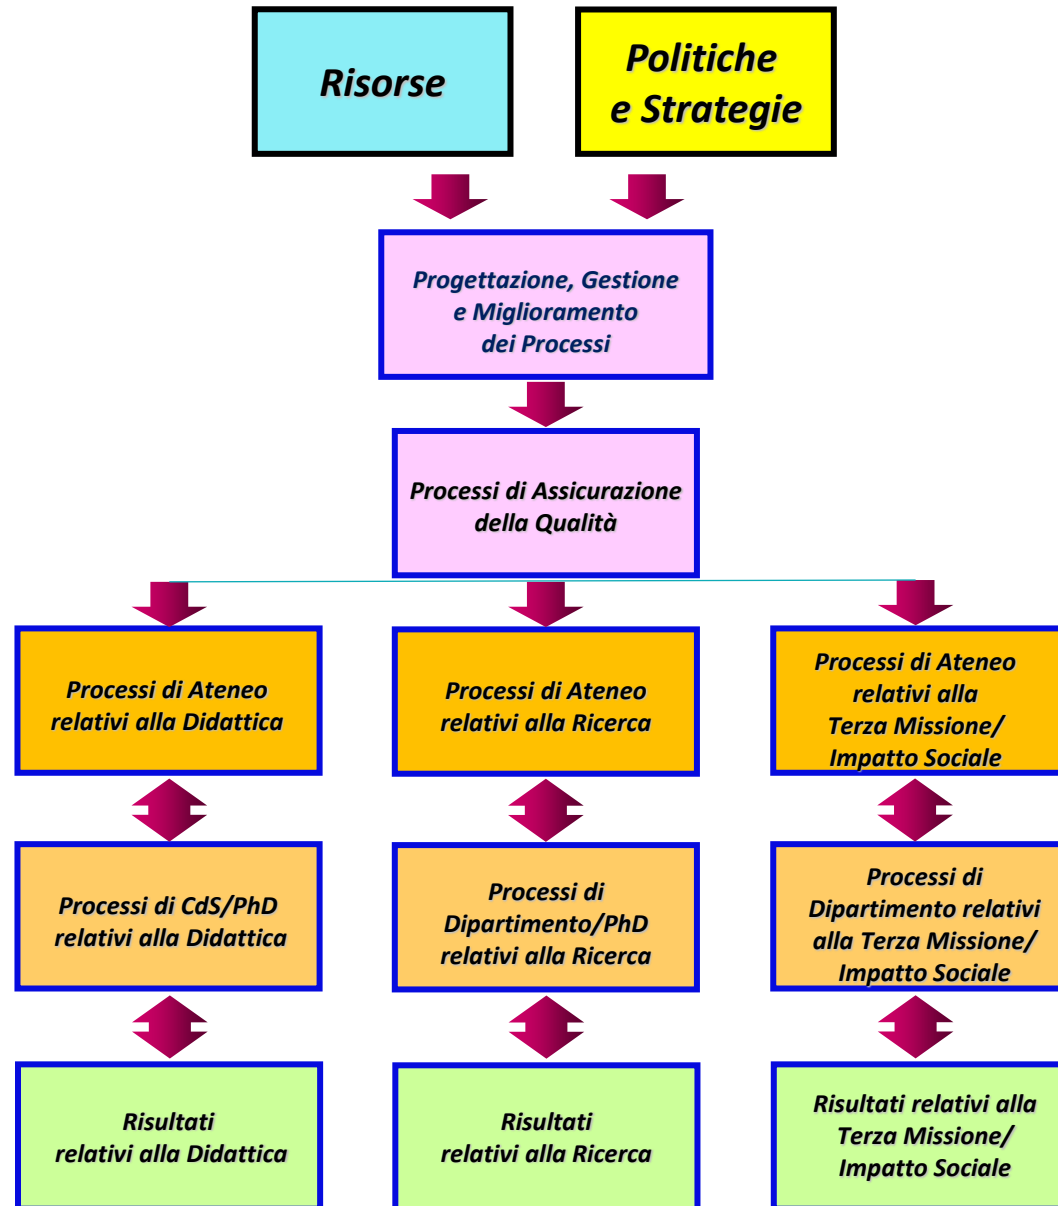 Risorse
Politiche
e Strategie
Progettazione, Gestione
e Miglioramento
dei Processi
Processi di Assicurazione
della Qualità
Processi di Ateneo
relativi alla Didattica
Processi di Ateneo
relativi alla Ricerca
Processi di Ateneo
relativi alla
Terza Missione/
Impatto Sociale
Processi di CdS/PhD
relativi alla Didattica
Processi di
Dipartimento/PhD
relativi alla Ricerca
Processi di
Dipartimento relativi
alla Terza Missione/
Impatto Sociale
Risultati
relativi alla Didattica
Risultati
relativi alla Ricerca
Risultati relativi alla
Terza Missione/
Impatto Sociale